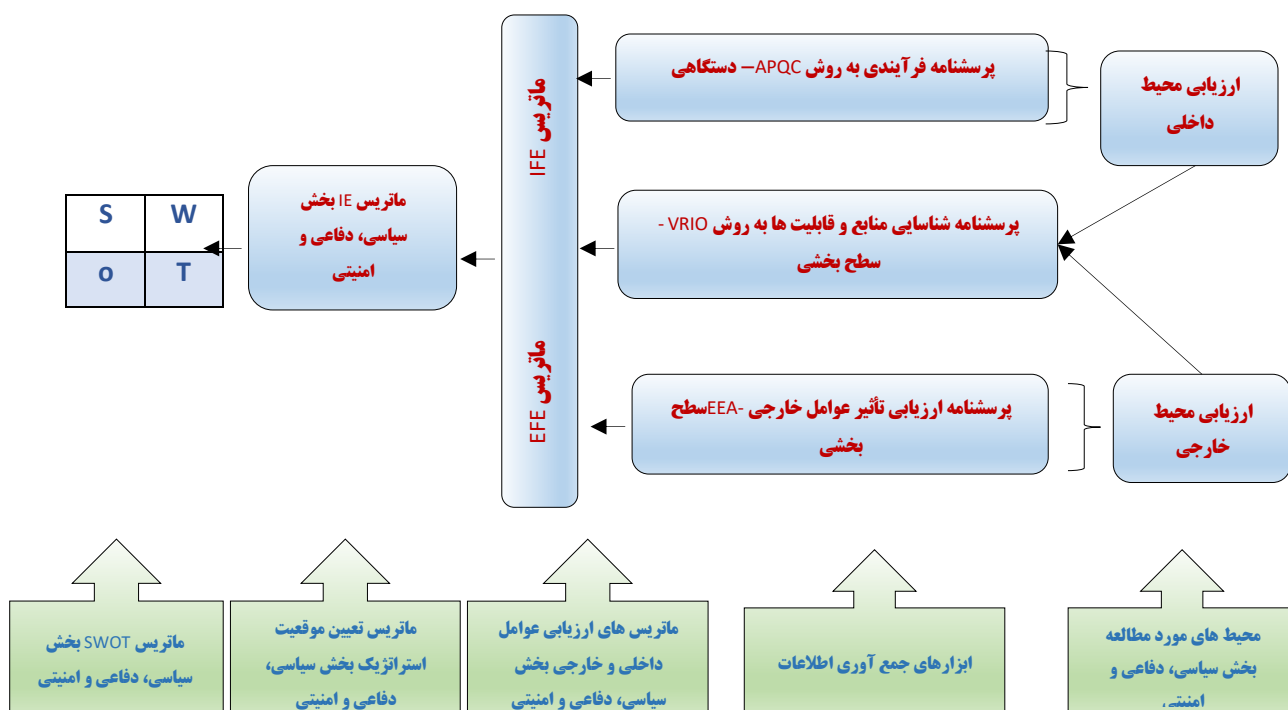 ارزیابی محیط
داخلی
پرسشنامه فرآیندی به روش APQC– دستگاهی
ماتریس IFE
پرسشنامه شناسایی منابع و قابلیت ها به روش VRIO -
سطح بخشی
ماتریس IE بخش
سیاسی، دفاعی و
امنیتی
S W
o T
ارزیابی محیط
خارجی
پرسشنامه ارزیابی تأثیر عوامل خارجی -EEAسطح
بخشی
ماتریس EFE
محیط های مورد مطالعه
بخش سیاسی، دفاعی و
امنیتی
ابزارهای جمع آوری اطلاعات
ماتریس های ارزیابی عوامل
داخلی و خارجی بخش
سیاسی، دفاعی و امنیتی
ماتریس تعیین موقعیت
استراتژیک بخش سیاسی،
دفاعی و امنیتی
ماتریس SWOT بخش
سیاسی، دفاعی و امنیتی